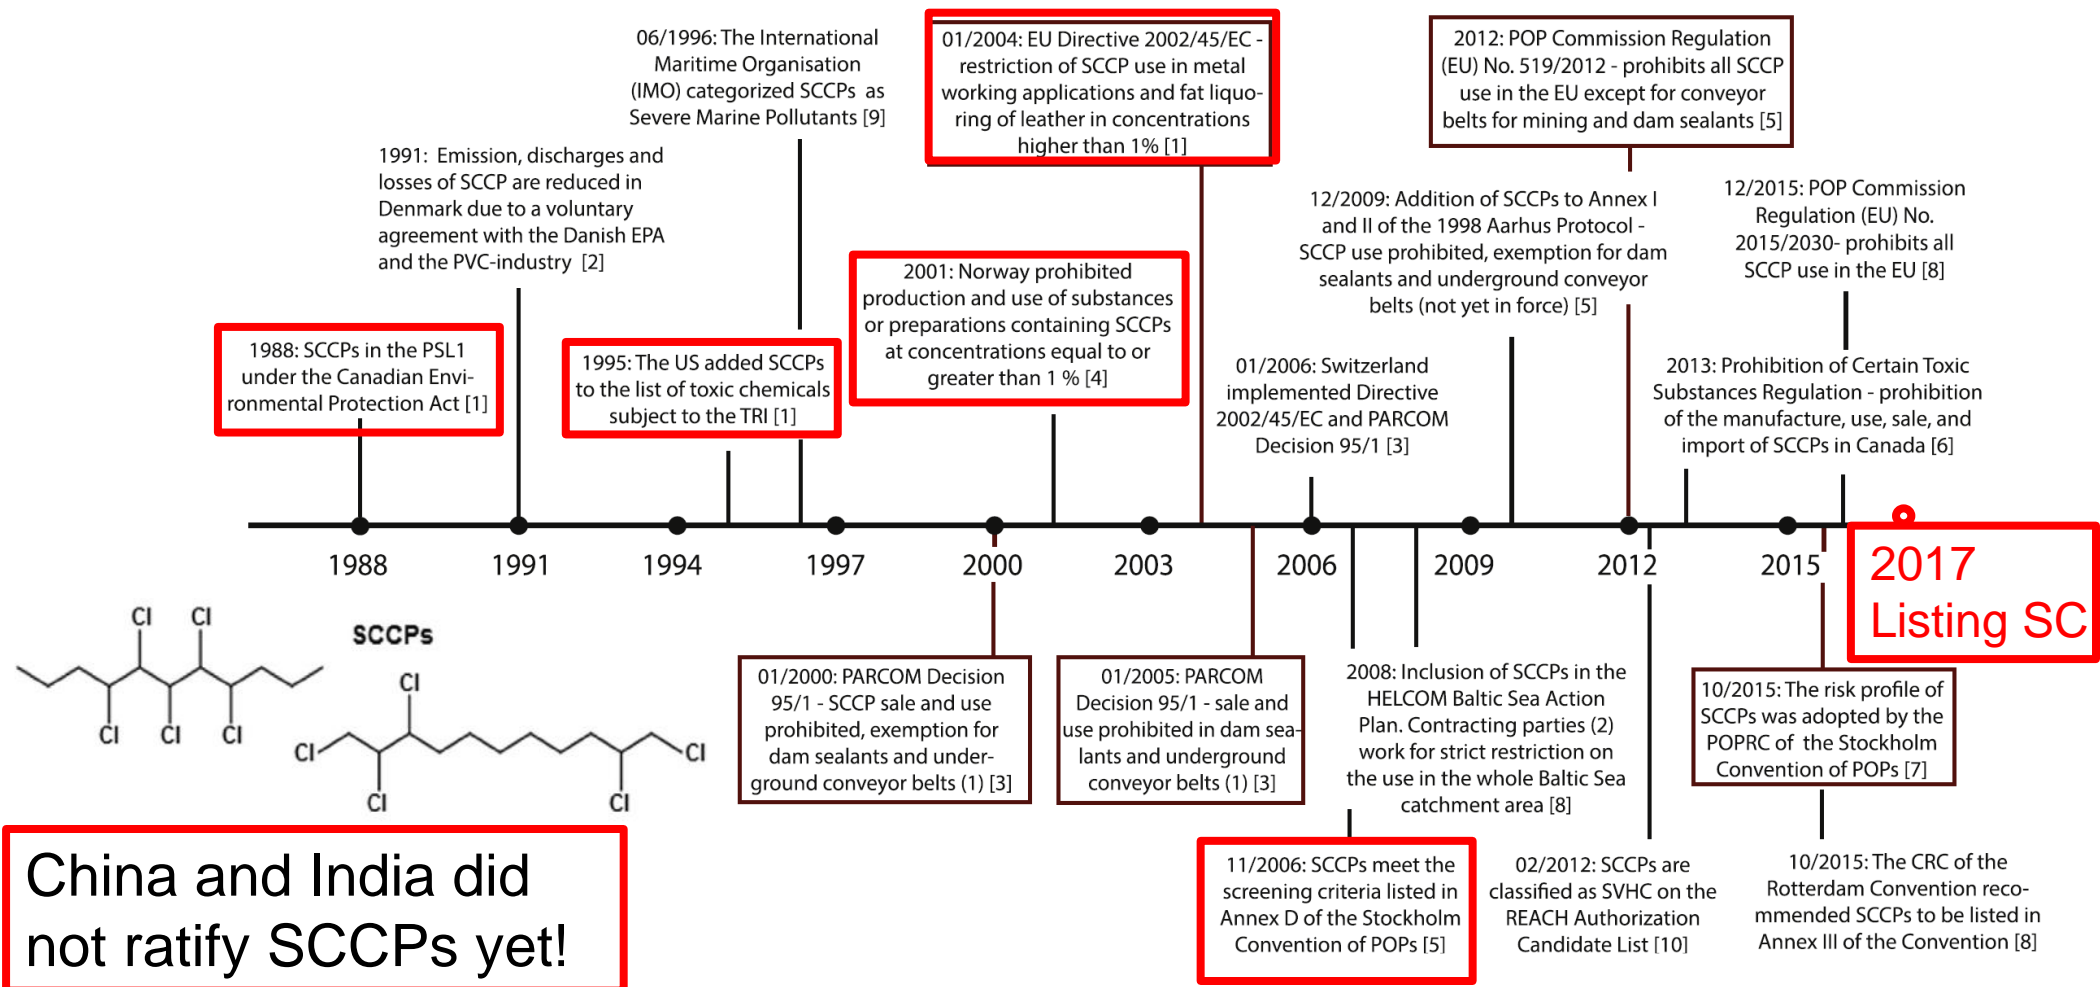 06/1996: The International
Maritime Organisation
(IMO) categorized SCCPs as
Severe Marine Pollutants [9]
01/2004: EU Directive 2002/45/EC -
restriction of SCCP use in metal
working applications and fat liquo-
ring of leather in concentrations
higher than 1% [1]
2012: POP Commission Regulation
(EU) No. 519/2012 - prohibits all SCCP
use in the EU except for conveyor
belts for mining and dam sealants [5]
1991: Emission, discharges and
losses of SCCP are reduced in
Denmark due to a voluntary
agreement with the Danish EPA
and the PVC-industry [2]
12/2009: Addition of SCCPs to Annex I
and II of the 1998 Aarhus Protocol -
SCCP use prohibited, exemption for dam
sealants and underground conveyor
belts (not yet in force) [5]
12/2015: POP Commission
Regulation (EU) No.
2015/2030- prohibits all
SCCP use in the EU [8]
2001: Norway prohibited
production and use of substances
or preparations containing SCCPs
at concentrations equal to or
greater than 1 % [4]
1988: SCCPs in the PSL1
under the Canadian Envi-
ronmental Protection Act [1]
1995: The US added SCCPs
to the list of toxic chemicals
subject to the TRI [1]
01/2006: Switzerland
implemented Directive
2002/45/EC and PARCOM
Decision 95/1 [3]
2013: Prohibition of Certain Toxic
Substances Regulation - prohibition
of the manufacture, use, sale, and
import of SCCPs in Canada [6]
1988 1991 1994 1997 2000 2003 2006 2009 2012 2015
2017
Listing SC
Cl Cl
Cl Cl Cl
SCCPs
Cl
Cl Cl
Cl Cl
01/2000: PARCOM Decision
95/1 - SCCP sale and use
prohibited, exemption for
dam sealants and under-
ground conveyor belts (1) [3]
01/2005: PARCOM
Decision 95/1 - sale and
use prohibited in dam sea-
lants and underground
conveyor belts (1) [3]
2008: Inclusion of SCCPs in the
HELCOM Baltic Sea Action
Plan. Contracting parties (2)
work for strict restriction on
the use in the whole Baltic Sea
catchment area [8]
10/2015: The risk profile of
SCCPs was adopted by the
POPRC of the Stockholm
Convention of POPs [7]
China and India did
not ratify SCCPs yet!
11/2006: SCCPs meet the
screening criteria listed in
Annex D of the Stockholm
Convention of POPs [5]
02/2012: SCCPs are
classified as SVHC on the
REACH Authorization
Candidate List [10]
10/2015: The CRC of the
Rotterdam Convention reco-
mmended SCCPs to be listed in
Annex III of the Convention [8]